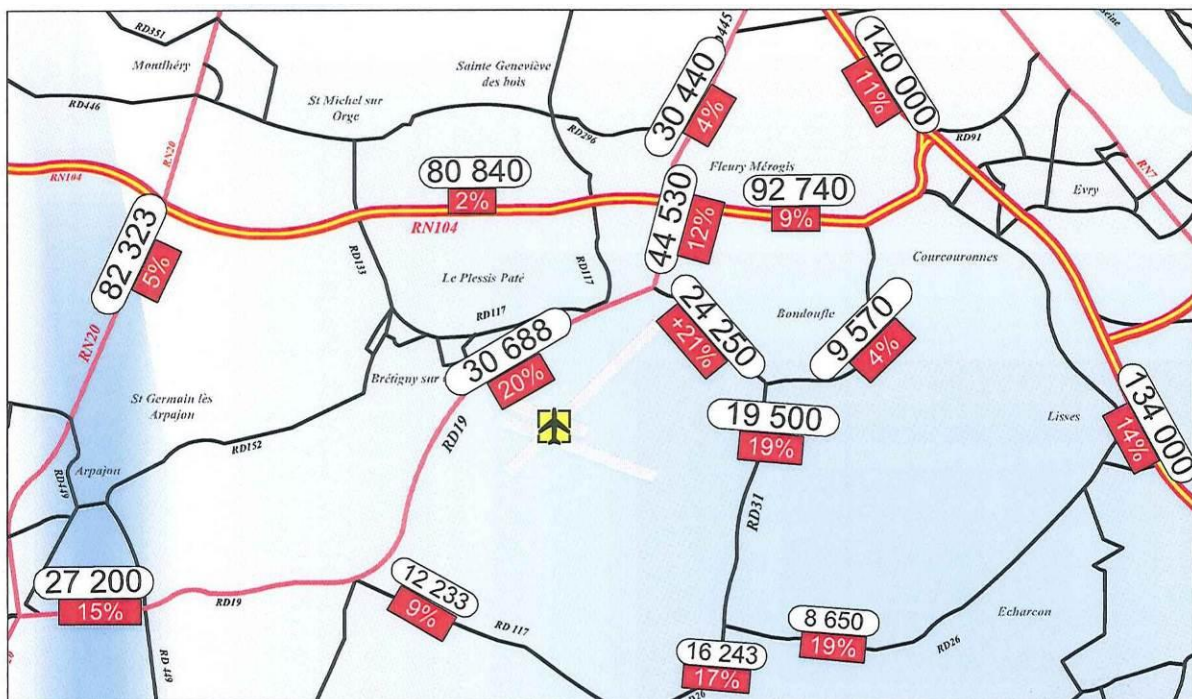 RD351
Montlhéry
RD446
RN20
Sainte Geneviève
des bois
St Michel sur
Orge
RD296
30 440
4%
140 000
11%
Seine
RD91
RN7
Evry
RN104
80 840
2%
RN104
Fleury Mérogis
92 740
9%
82 323
5%
44 530
12%
Courcouronnes
RD133
Le Plessis Paté
RD117
RD117
24 250
+21%
Bondoufle
9 570
4%
RN20
30 688
20%
Brétigny sur
134 000
14%
St Germain lès
Arpajon
19 500
19%
Lisses
RD19
RD152
Arpajon
RD449
RD31
27 200
15%
RD19
12 233
9%
RD 117
8 650
19%
Echarcon
RD26
16 243
17%
RD 449